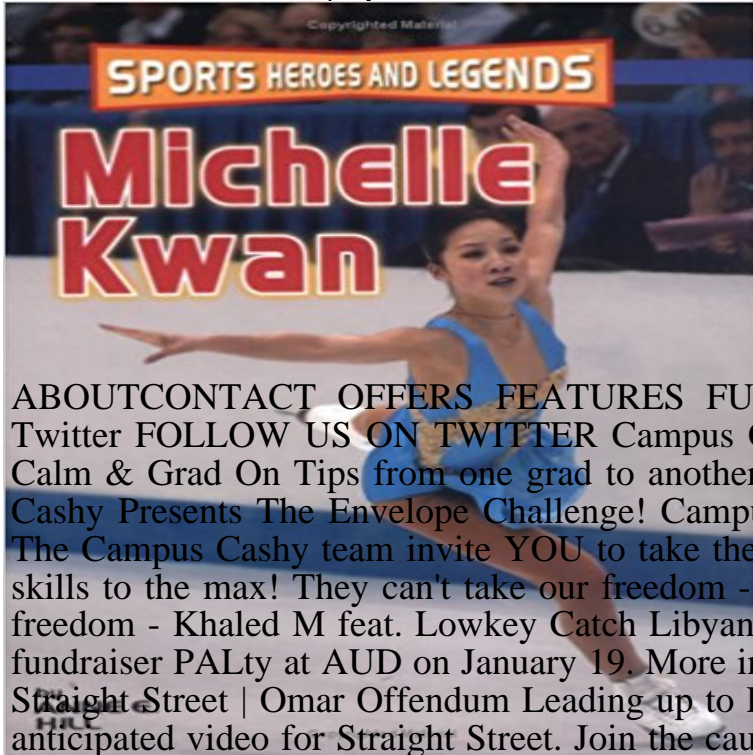 Copyrighted Material
SPORTS HEROES AND LEGENDS
Michelle
Kwan
ABOUTCONTACT OFFERS FEATURES FU
Twitter FOLLOW US ON TWITTER Campus
Calm & Grad On Tips from one grad to another
Cashy Presents The Envelope Challenge! Camp
The Campus Cashy team invite YOU to take the
skills to the max! They can't take our freedom -
freedom - Khaled M feat. Lowkey Catch Libyan
fundraiser PALty at AUD on January 19. More in
Straight Street | Omar Offendum Leading up to
HILL
anticipated video for Straight Street. Join the cau